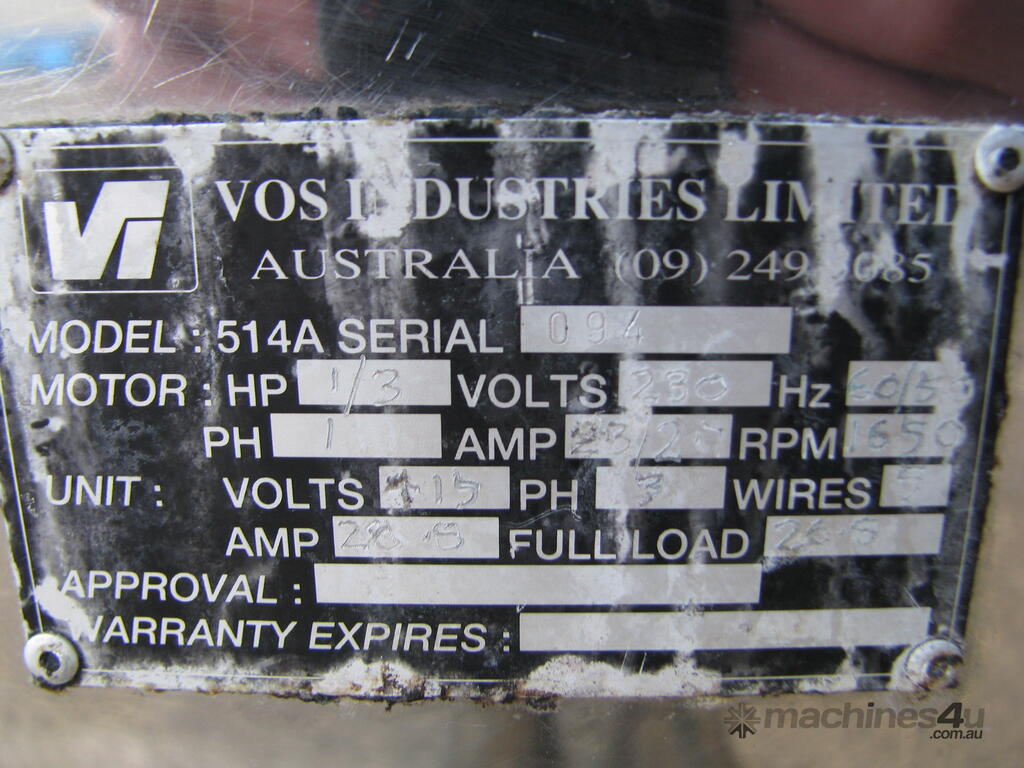 Vi VOS INDUSTRIES LIMITED
AUSTRALIA (09) 249
MODEL : 514A SERIAL 094
MOTOR : HP 1/3 VOLTS 230 Hz 60/50
PH 1 AMP RPM 1650
UNIT : VOLTS 415 PH 3 WIRES 5
AMP FULL LOAD
APPROVAL :
WARRANTY EXPIRES :
machines4u
.com.au